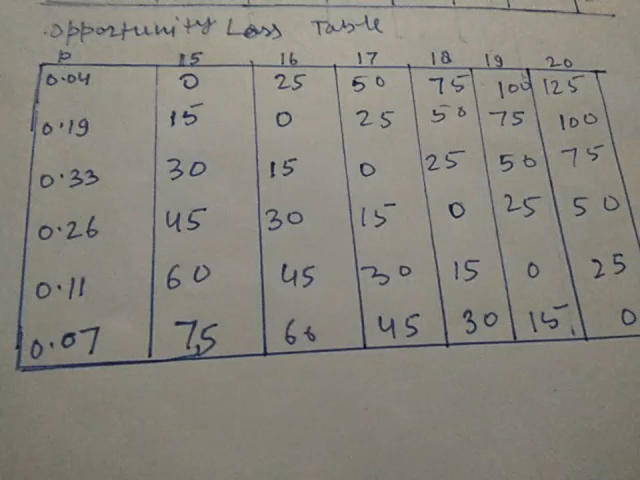 Opportunity Loss Table
P 15 16 17 18 19 20
0.04 0 25 50 75 100 125
0.19 15 0 25 50 75 100
0.33 30 15 0 25 50 75
0.26 45 30 15 0 25 50
0.11 60 45 30 15 0 25
0.07 75 60 45 30 15 0